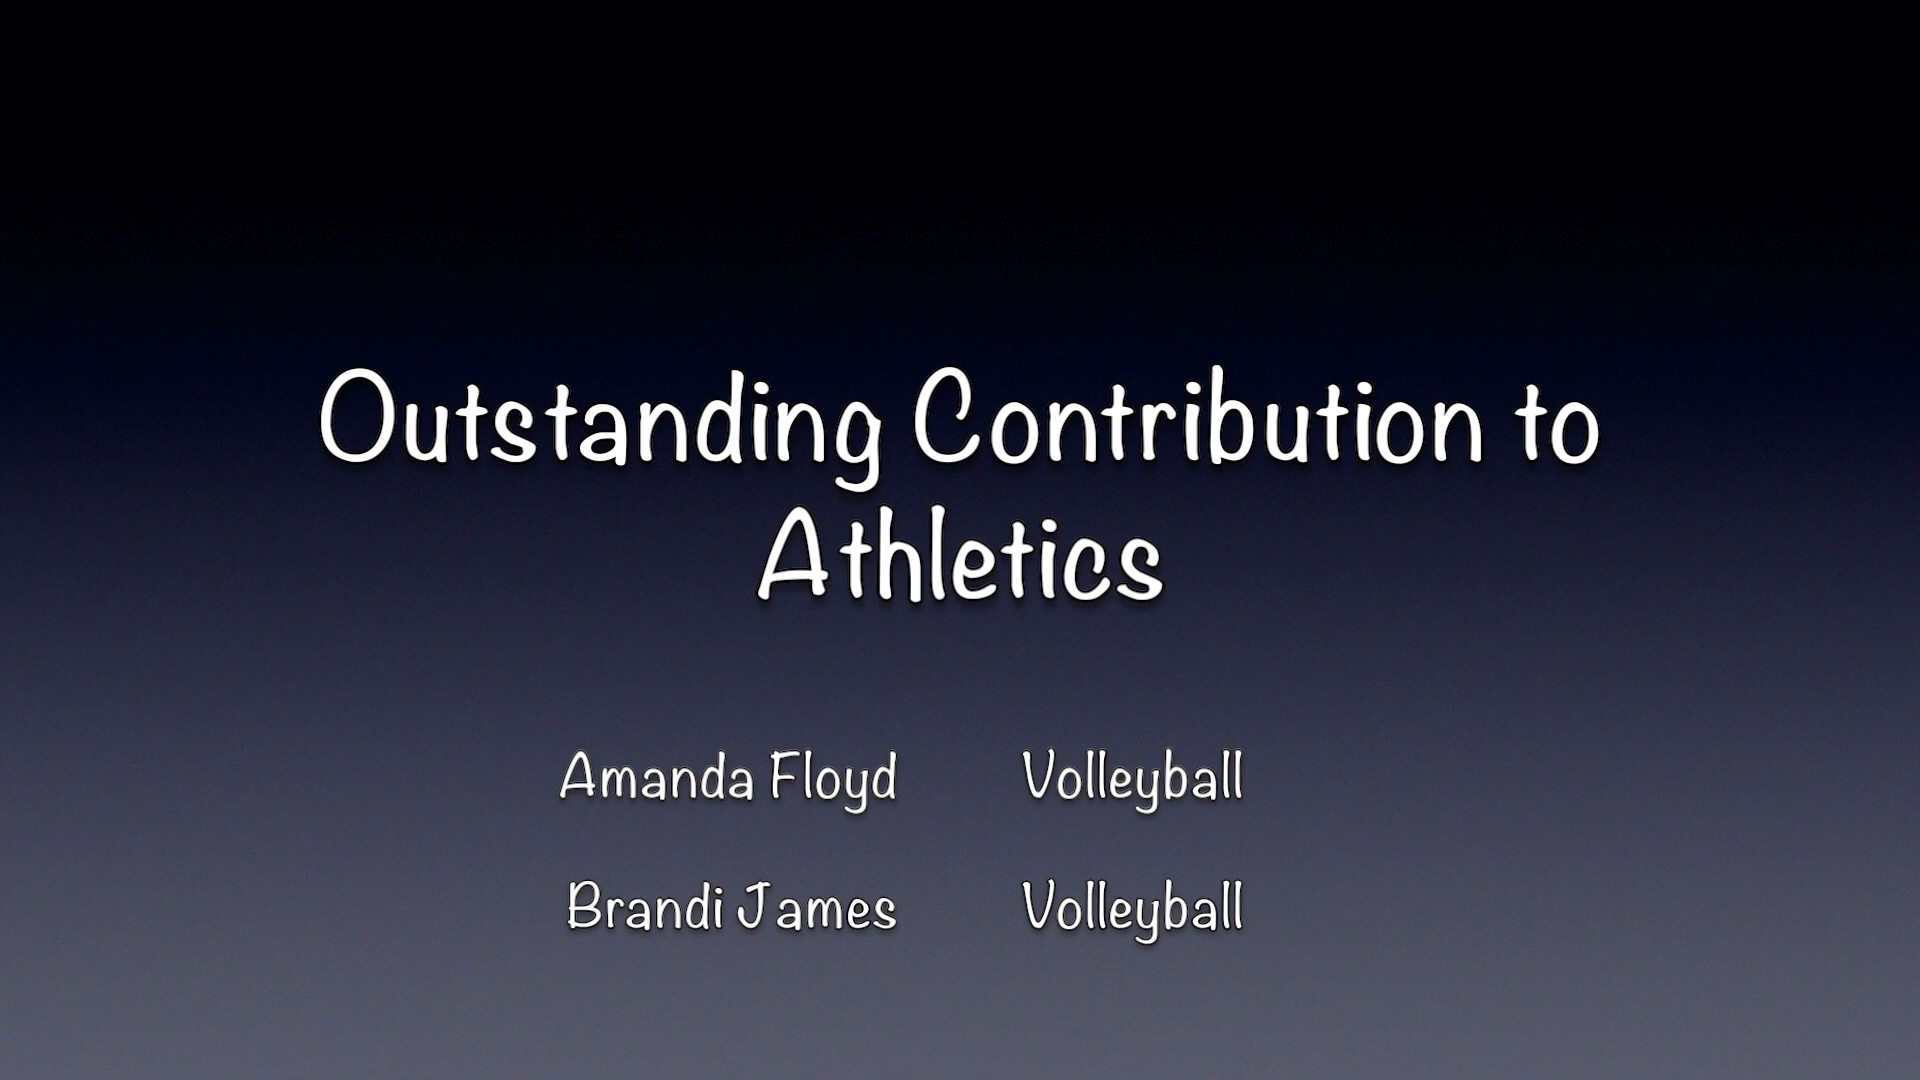 Outstanding Contribution to
Athletics
Amanda Floyd Volleyball
Brandi James Volleyball